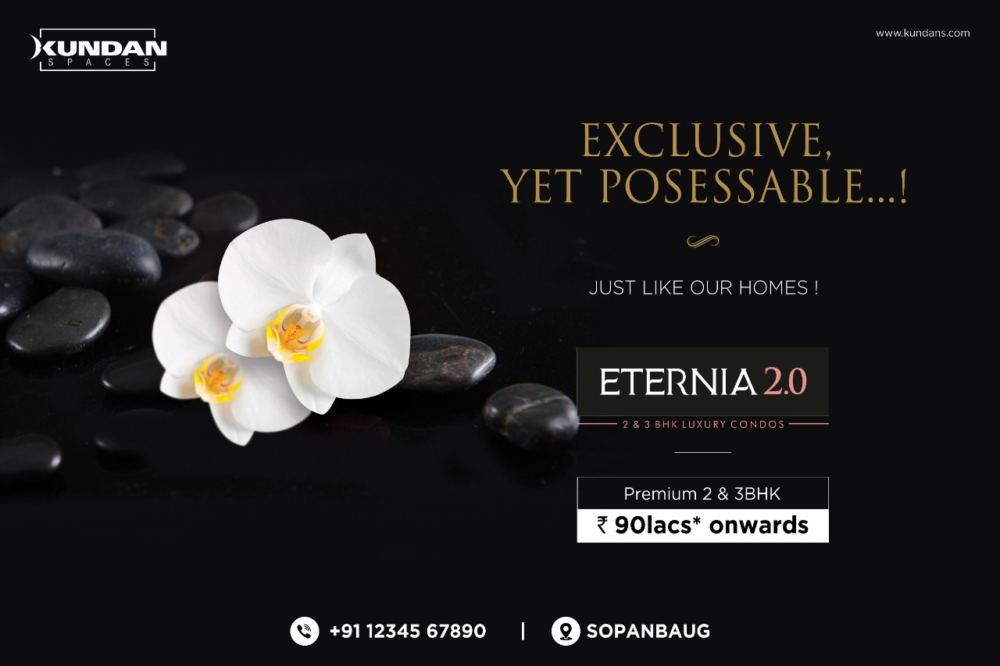 KUNDAN
SPACES
www.kundans.com
EXCLUSIVE,
YET POSESSABLE...!
JUST LIKE OUR HOMES !
ETERNIA 2.0
2 & 3 BHK LUXURY CONDOS
Premium 2 & 3BHK
₹ 90lacs* onwards
+91 12345 67890 | SOPANBAUG